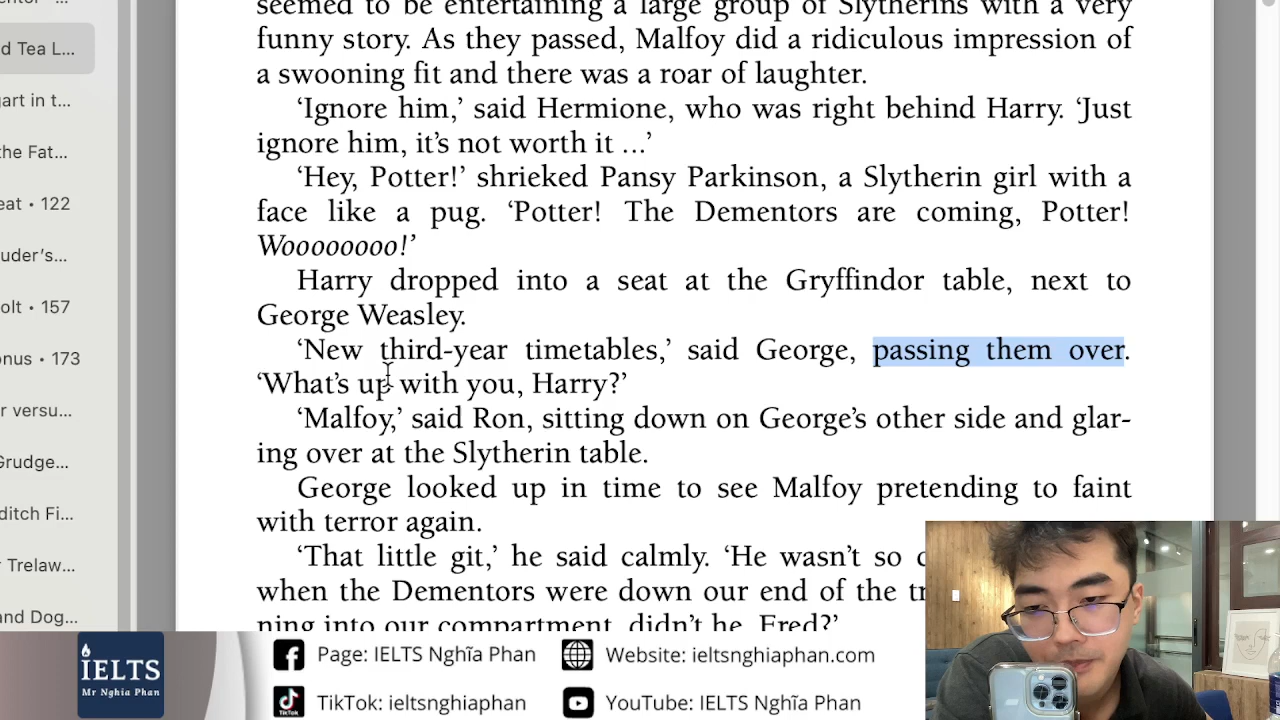 d Tea L...
gart in t...
the Fat...
eat • 122
uder's...
olt • 157
onus • 173
r versu...
Grudge...
ditch Fi...
r Trelaw...
and Dog...
seemed to be entertaining a large group of Slytherins with a very
funny story. As they passed, Malfoy did a ridiculous impression of
a swooning fit and there was a roar of laughter.
‘Ignore him,’ said Hermione, who was right behind Harry. ‘Just
ignore him, it’s not worth it ...’
‘Hey, Potter!’ shrieked Pansy Parkinson, a Slytherin girl with a
face like a pug. ‘Potter! The Dementors are coming, Potter!
Woooooooo!’
Harry dropped into a seat at the Gryffindor table, next to
George Weasley.
‘New third-year timetables,’ said George, passing them over.
‘What’s up with you, Harry?’
‘Malfoy,’ said Ron, sitting down on George’s other side and glar-
ing over at the Slytherin table.
George looked up in time to see Malfoy pretending to faint
with terror again.
‘That little git,’ he said calmly. ‘He wasn’t so
when the Dementors were down our end of the
ning into our compartment, didn’t he, Fred?’
IELTS
Mr Nghia Phan
Page: IELTS Nghĩa Phan
Website: ieltsnghiaphan.com
TikTok
TikTok: ieltsnghiaphan
YouTube: IELTS Nghĩa Phan